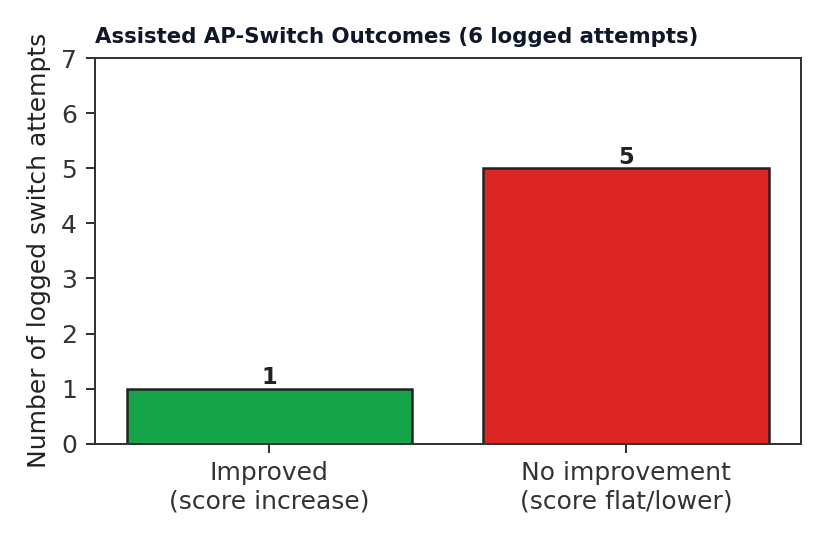 Assisted AP-Switch Outcomes (6 logged attempts)
Number of logged switch attempts
7
6
5
4
3
2
1
0
1
5
Improved
(score increase)
No improvement
(score flat/lower)